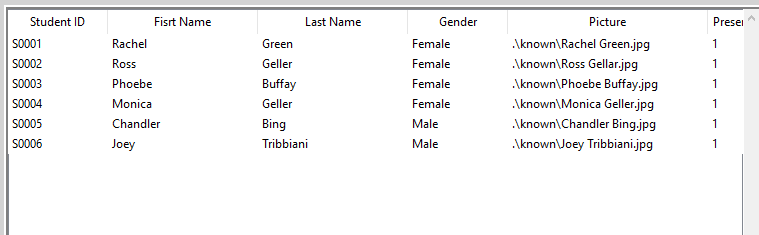 Student ID Fisrt Name Last Name Gender Picture Presen
S0001 Rachel Green Female .\known\Rachel Green.jpg 1
S0002 Ross Geller Female .\known\Ross Gellar.jpg 1
S0003 Phoebe Buffay Female .\known\Phoebe Buffay.jpg 1
S0004 Monica Geller Female .\known\Monica Geller.jpg 1
S0005 Chandler Bing Male .\known\Chandler Bing.jpg 1
S0006 Joey Tribbiani Male .\known\Joey Tribbiani.jpg 1